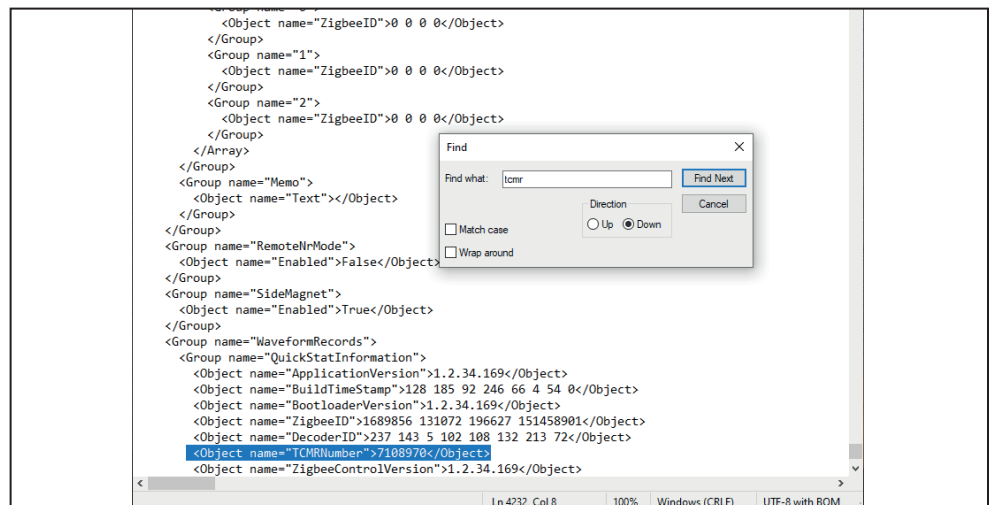 <Object name="ZigbeeID">0 0 0 0</Object>
</Group>
<Group name="1">
<Object name="ZigbeeID">0 0 0 0</Object>
</Group>
<Group name="2">
<Object name="ZigbeeID">0 0 0 0</Object>
</Group>
</Array>
</Group>
<Group name="Memo">
<Object name="Text"></Object>
</Group>
</Group>
<Group name="RemoteNrMode">
<Object name="Enabled">False</Object>
</Group>
<Group name="SideMagnet">
<Object name="Enabled">True</Object>
</Group>
<Group name="WaveformRecords">
<Group name="QuickStatInformation">
<Object name="ApplicationVersion">1.2.34.169</Object>
<Object name="BuildTimeStamp">128 185 92 246 66 4 54 0</Object>
<Object name="BootloaderVersion">1.2.34.169</Object>
<Object name="ZigbeeID">1689856 131072 196627 151458901</Object>
<Object name="DecoderID">237 143 5 102 108 132 213 72</Object>
<Object name="TCMRNumber">7108970</Object>
<Object name="ZigbeeControlVersion">1.2.34.169</Object>
Find
Find what: tcmr Find Next
Direction Cancel
Up Down
Match case
Wrap around
Ln 4232, Col 8 100% Windows (CRLF) UTF-8 with BOM